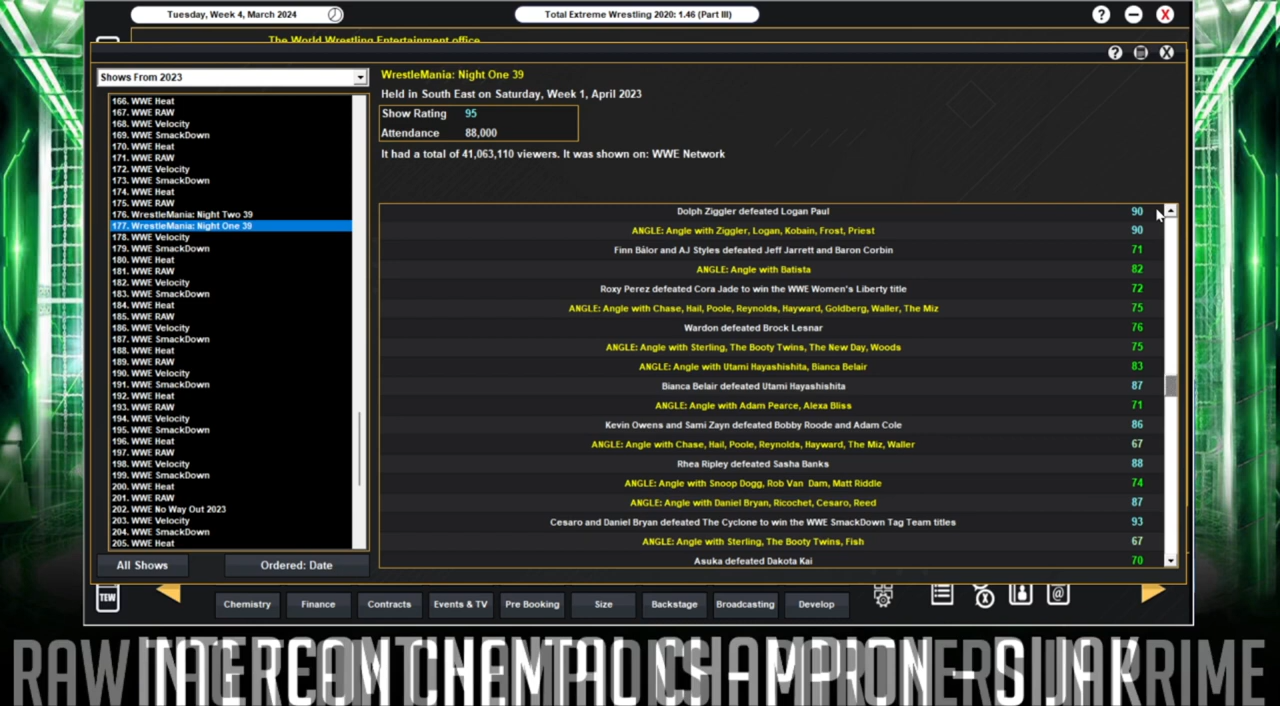 Tuesday, Week 4, March 2024
Total Extreme Wrestling 2020: 1.46 (Part III)
? X
The World Wrestling Entertainment office
? X
Shows From 2023
166. WWE Heat
167. WWE RAW
168. WWE Velocity
169. WWE SmackDown
170. WWE Heat
171. WWE RAW
172. WWE Velocity
173. WWE SmackDown
174. WWE Heat
175. WWE RAW
176. WrestleMania: Night Two 39
177. WrestleMania: Night One 39
178. WWE Velocity
179. WWE SmackDown
180. WWE Heat
181. WWE RAW
182. WWE Velocity
183. WWE SmackDown
184. WWE Heat
185. WWE RAW
186. WWE Velocity
187. WWE SmackDown
188. WWE Heat
189. WWE RAW
190. WWE Velocity
191. WWE SmackDown
192. WWE Heat
193. WWE RAW
194. WWE Velocity
195. WWE SmackDown
196. WWE Heat
197. WWE RAW
198. WWE Velocity
199. WWE SmackDown
200. WWE Heat
201. WWE RAW
202. WWE No Way Out 2023
203. WWE Velocity
204. WWE SmackDown
205. WWE Heat
All Shows
Ordered: Date
WrestleMania: Night One 39
Held in South East on Saturday, Week 1, April 2023
Show Rating 95
Attendance 88,000
It had a total of 41,063,110 viewers. It was shown on: WWE Network
Dolph Ziggler defeated Logan Paul 90
ANGLE: Angle with Ziggler, Logan, Kobain, Frost, Priest 90
Finn Bálor and AJ Styles defeated Jeff Jarrett and Baron Corbin 71
ANGLE: Angle with Batista 82
Roxy Perez defeated Cora Jade to win the WWE Women's Liberty title 72
ANGLE: Angle with Chase, Hail, Poole, Reynolds, Hayward, Goldberg, Waller, The Miz 75
Wardon defeated Brock Lesnar 76
ANGLE: Angle with Sterling, The Booty Twins, The New Day, Woods 75
ANGLE: Angle with Utami Hayashishita, Bianca Belair 83
Bianca Belair defeated Utami Hayashishita 87
ANGLE: Angle with Adam Pearce, Alexa Bliss 71
Kevin Owens and Sami Zayn defeated Bobby Roode and Adam Cole 86
ANGLE: Angle with Chase, Hail, Poole, Reynolds, Hayward, The Miz, Waller 67
Rhea Ripley defeated Sasha Banks 88
ANGLE: Angle with Snoop Dogg, Rob Van Dam, Matt Riddle 74
ANGLE: Angle with Daniel Bryan, Ricochet, Cesaro, Reed 87
Cesaro and Daniel Bryan defeated The Cyclone to win the WWE SmackDown Tag Team titles 93
ANGLE: Angle with Sterling, The Booty Twins, Fish 67
Asuka defeated Dakota Kai 70
TEW
Chemistry Finance Contracts Events & TV Pre Booking Size Backstage Broadcasting Develop
@